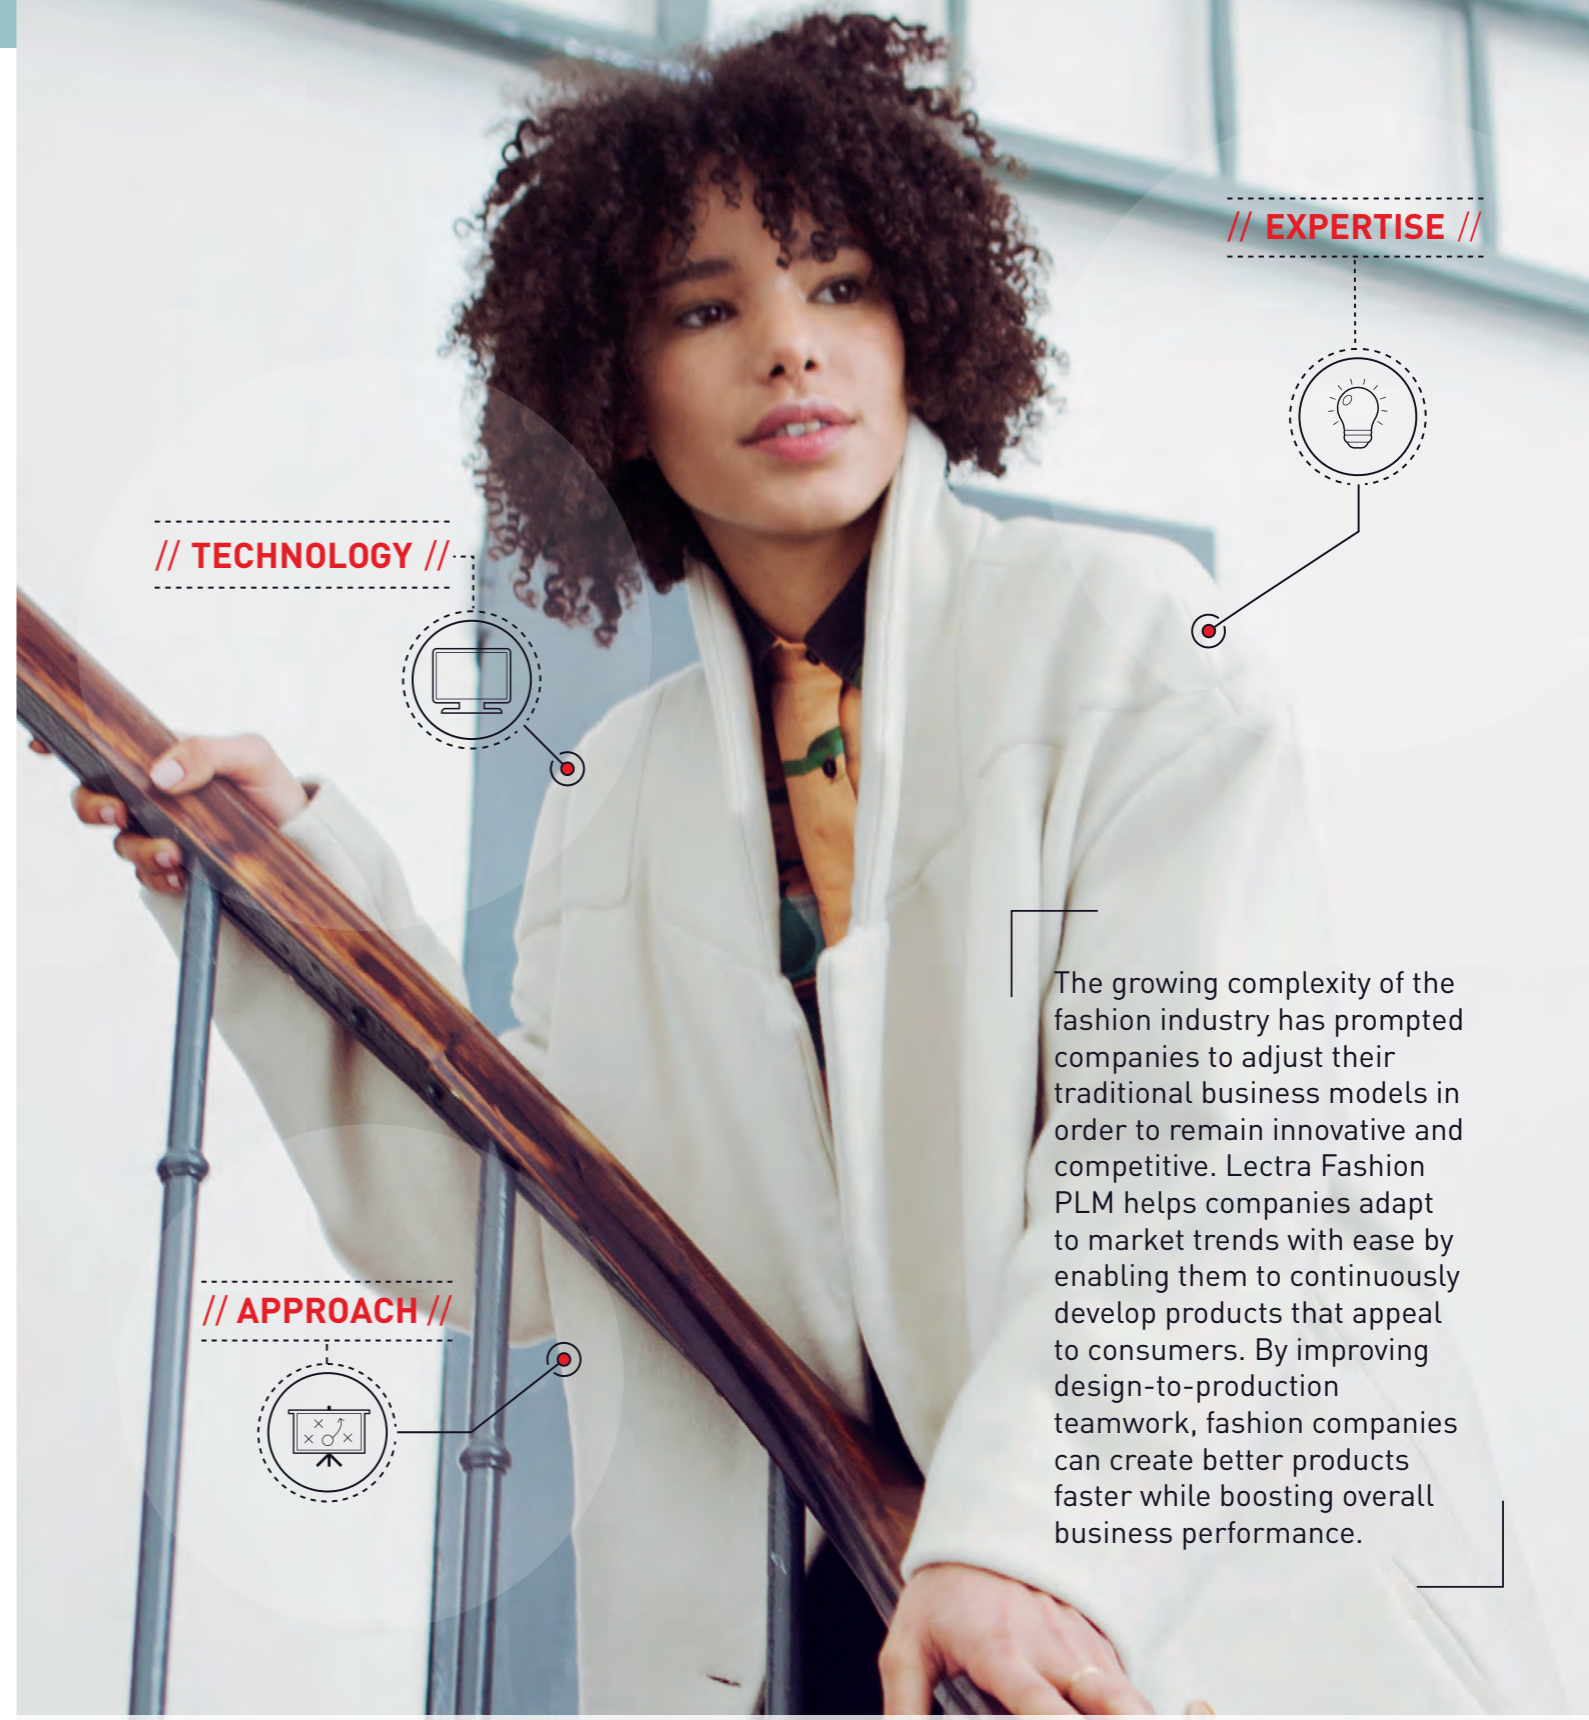 // EXPERTISE //
// TECHNOLOGY //
The growing complexity of the
fashion industry has prompted
companies to adjust their
traditional business models in
order to remain innovative and
competitive. Lectra Fashion
PLM helps companies adapt
to market trends with ease by
enabling them to continuously
develop products that appeal
to consumers. By improving
design-to-production
teamwork, fashion companies
can create better products
faster while boosting overall
business performance.
// APPROACH //